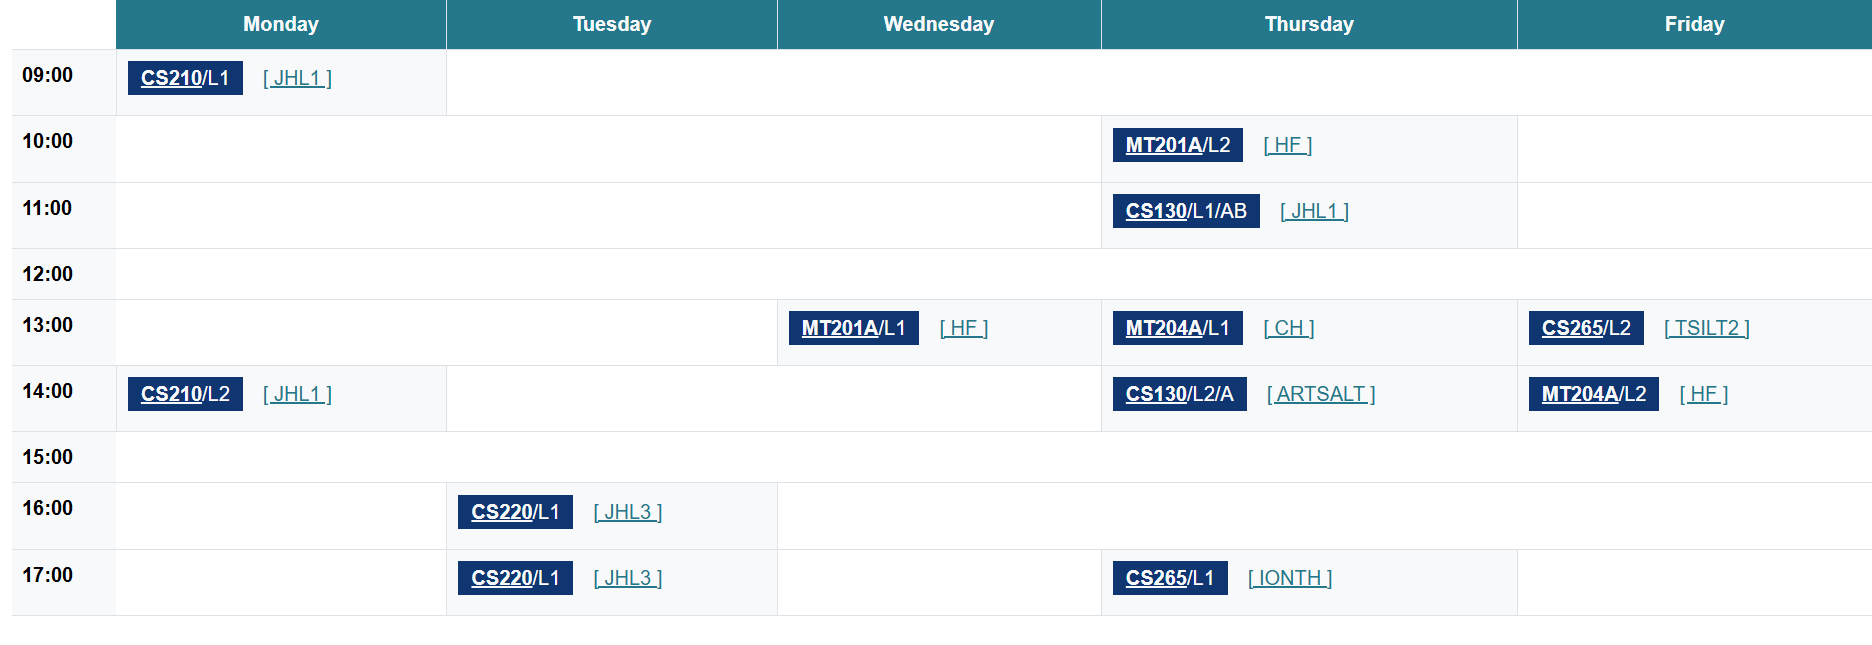 Monday Tuesday Wednesday Thursday Friday
09:00 CS210/L1 [ JHL1 ]
10:00 MT201A/L2 [ HF ]
11:00 CS130/L1/AB [ JHL1 ]
12:00
13:00 MT201A/L1 [ HF ] MT204A/L1 [ CH ] CS265/L2 [ TSILT2 ]
14:00 CS210/L2 [ JHL1 ] CS130/L2/A [ ARTSALT ] MT204A/L2 [ HF ]
15:00
16:00 CS220/L1 [ JHL3 ]
17:00 CS220/L1 [ JHL3 ] CS265/L1 [ IONTH ]